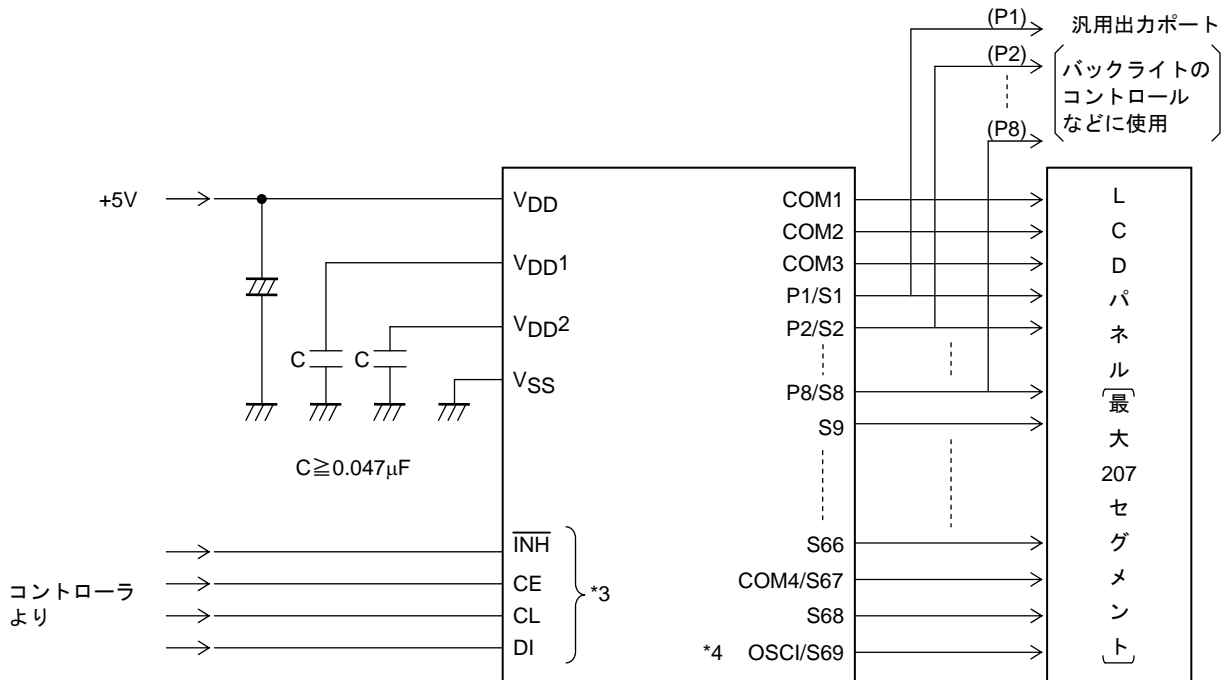 (P1)
汎用出力ポート
(P2)
バックライトの
コントロール
などに使用
(P8)
+5V
VDD
VDD1
VDD2
VSS
C
C
C≧0.047μF
コントローラ
より
INH
CE
CL
DI
*3
COM1
COM2
COM3
P1/S1
P2/S2
P8/S8
S9
S66
COM4/S67
S68
*4 OSCI/S69
L
C
D
パ
ネ
ル
最
大
207
セ
グ
メ
ン
ト